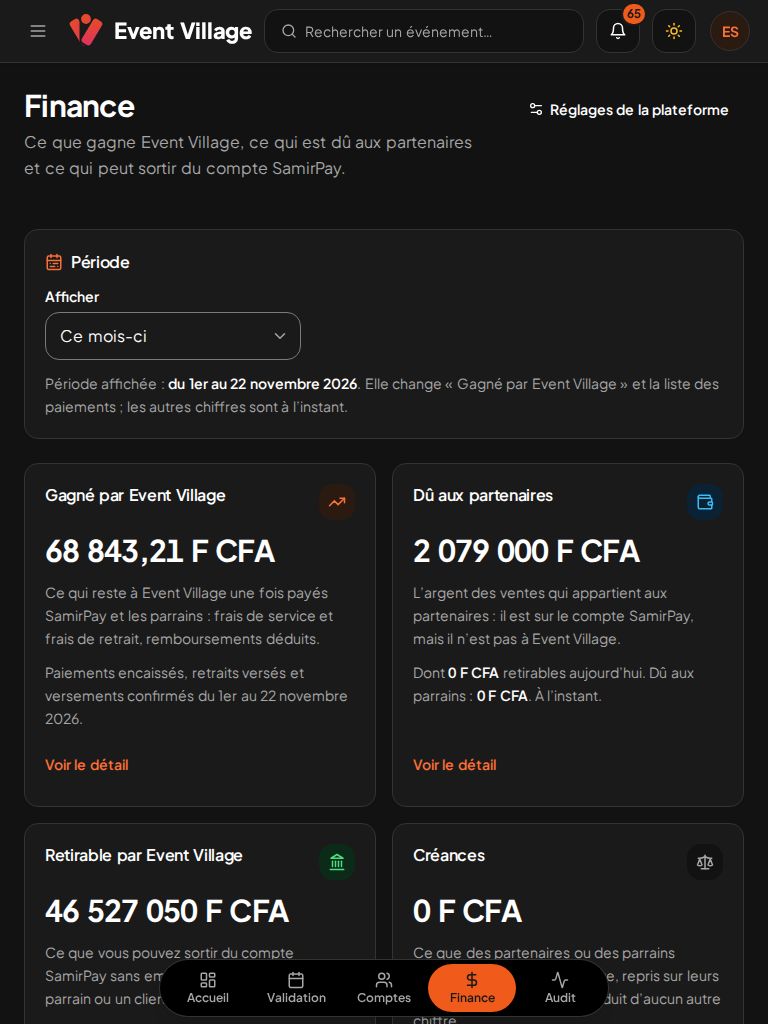 Event Village
Rechercher un événement...
65
ES
Finance
Réglages de la plateforme
Ce que gagne Event Village, ce qui est dû aux partenaires
et ce qui peut sortir du compte SamirPay.
Période
Afficher
Ce mois-ci
Période affichée : du 1er au 22 novembre 2026. Elle change « Gagné par Event Village » et la liste des
paiements ; les autres chiffres sont à l'instant.
Gagné par Event Village
68 843,21 F CFA
Ce qui reste à Event Village une fois payés
SamirPay et les parrains : frais de service et
frais de retrait, remboursements déduits.
Paiements encaissés, retraits versés et
versements confirmés du 1er au 22 novembre
2026.
Voir le détail
Dû aux partenaires
2 079 000 F CFA
L'argent des ventes qui appartient aux
partenaires : il est sur le compte SamirPay,
mais il n'est pas à Event Village.
Dont 0 F CFA retirables aujourd'hui. Dû aux
parrains : 0 F CFA. À l'instant.
Voir le détail
Retirable par Event Village
46 527 050 F CFA
Ce que vous pouvez sortir du compte
SamirPay sans
parrain ou un
Créances
0 F CFA
Ce que des partenaires ou des parrains
repris sur leurs
d'aucun autre
chiffre.
Accueil
Validation
Comptes
Finance
Audit